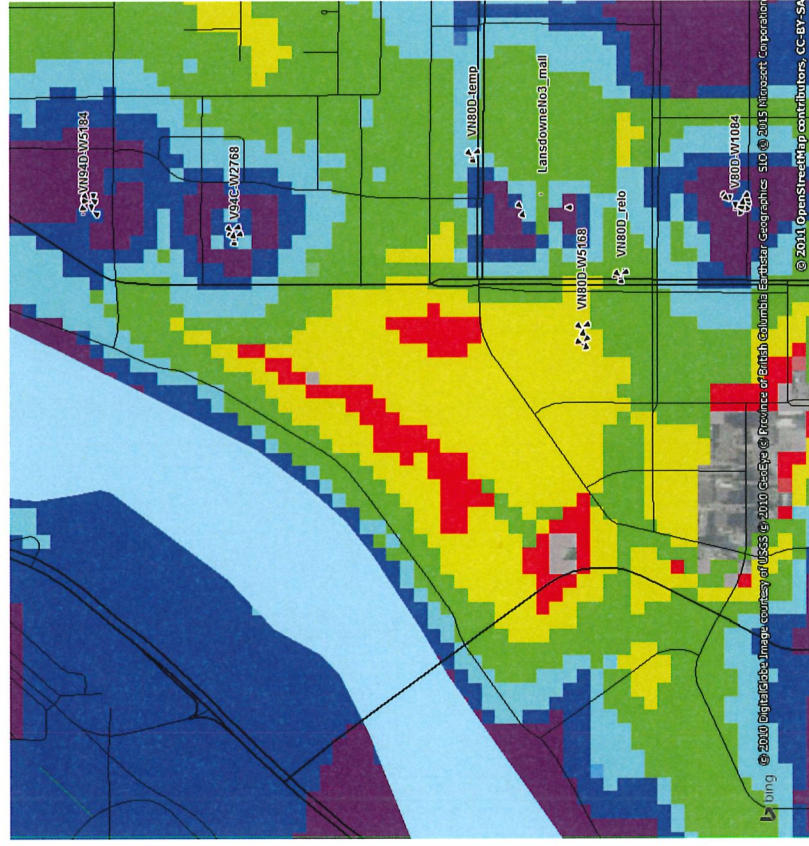 VN94D-W5184
V94C-W2768
VN80D-temp
LansdowneNo3_mall
VN80D_relo
VN80D-W5168
V80D-W1084
bing
© 2010 DigitalGlobe Image courtesy of USGS © 2010 GeoEye © Province of British Columbia Earthstar Geographics SIO © 2015 Microsoft Corporation
© 2011 OpenStreetMap contributors, CC-BY-SA